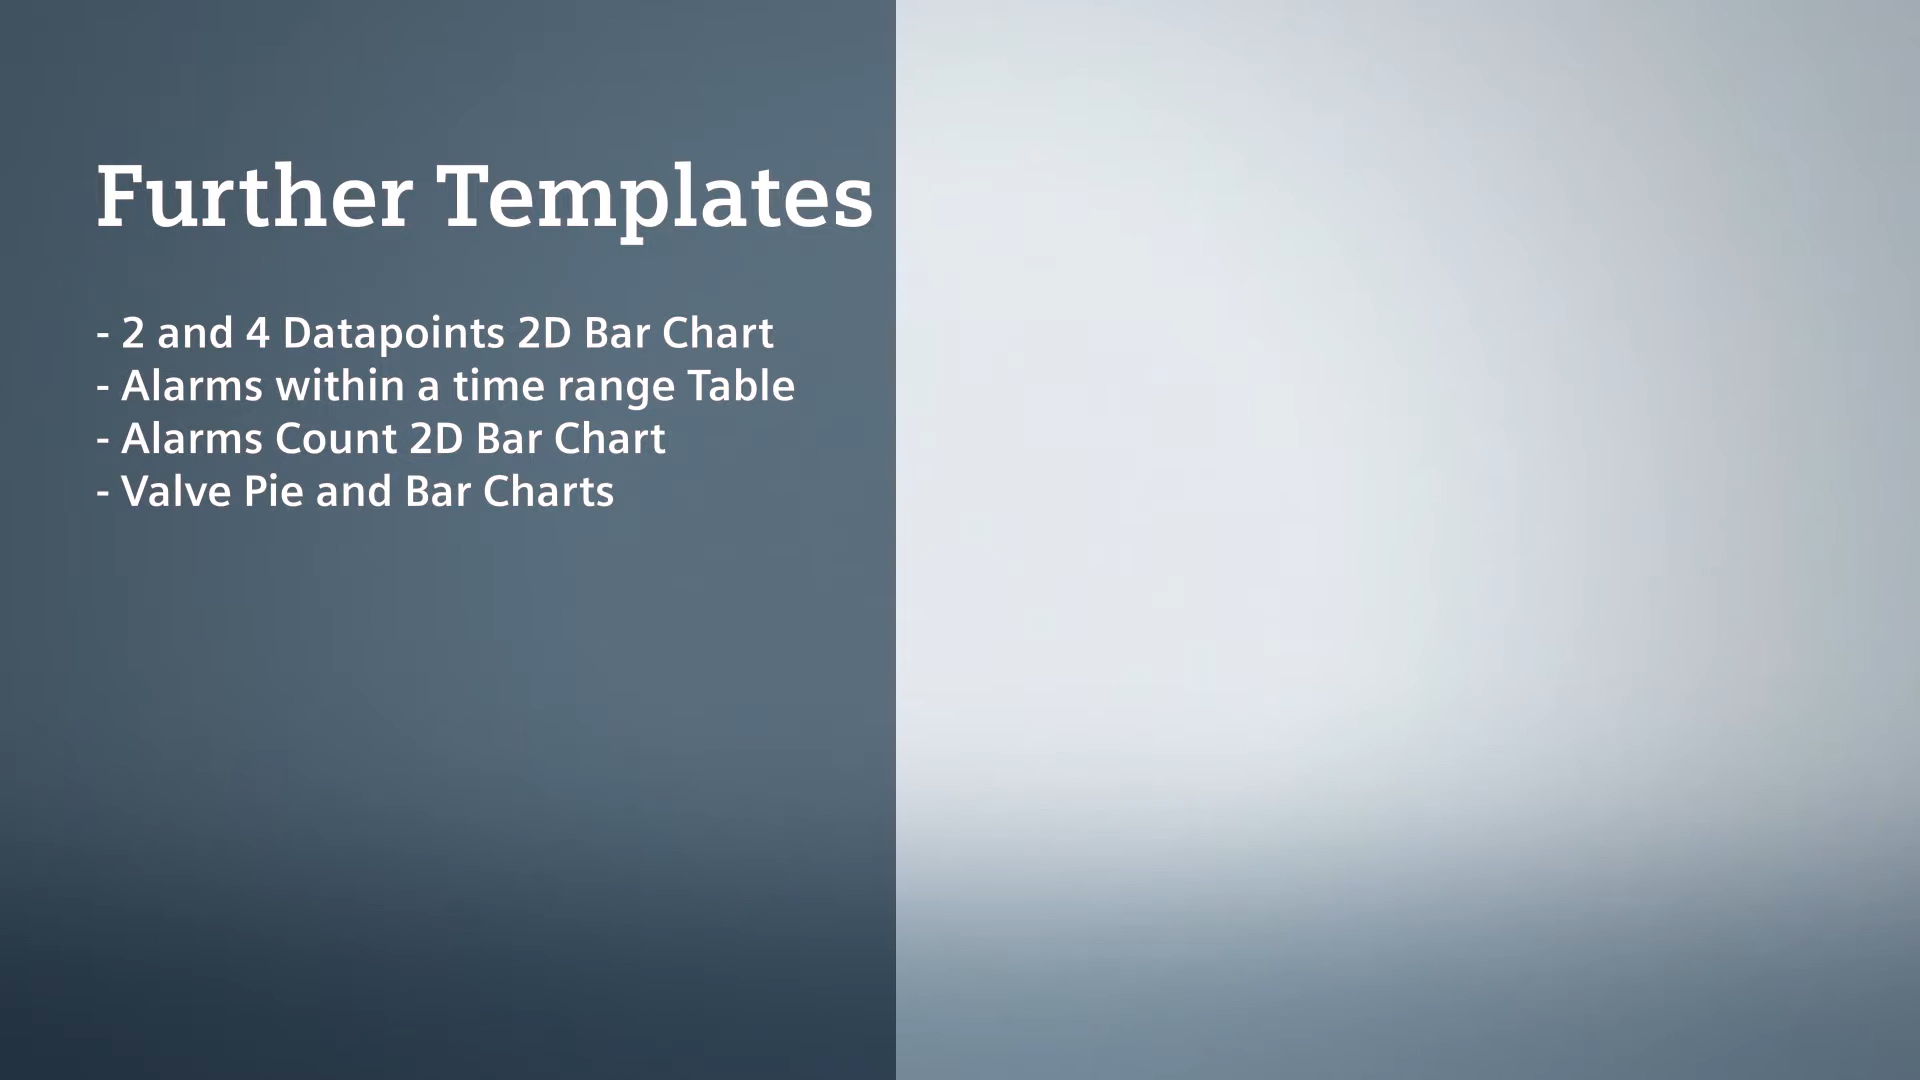 Further Templates
- 2 and 4 Datapoints 2D Bar Chart
- Alarms within a time range Table
- Alarms Count 2D Bar Chart
- Valve Pie and Bar Charts